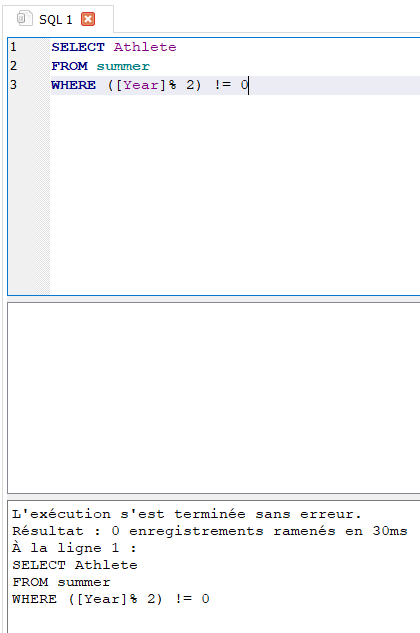 SQL 1
1 SELECT Athlete
2 FROM summer
3 WHERE ([Year]% 2) != 0
L'exécution s'est terminée sans erreur.
Résultat : 0 enregistrements ramenés en 30ms
À la ligne 1 :
SELECT Athlete
FROM summer
WHERE ([Year]% 2) != 0